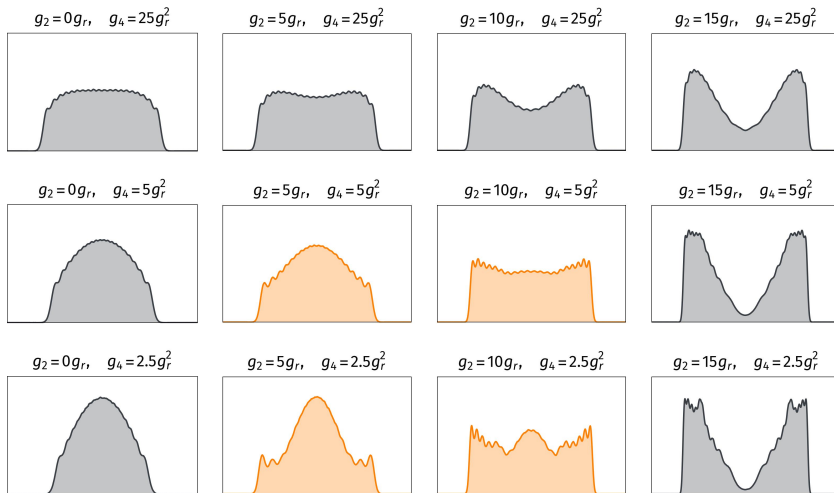 g₂ = 0gᵣ, g₄ = 25gᵣ² g₂ = 5gᵣ, g₄ = 25gᵣ² g₂ = 10gᵣ, g₄ = 25gᵣ² g₂ = 15gᵣ, g₄ = 25gᵣ²
g₂ = 0gᵣ, g₄ = 5gᵣ² g₂ = 5gᵣ, g₄ = 5gᵣ² g₂ = 10gᵣ, g₄ = 5gᵣ² g₂ = 15gᵣ, g₄ = 5gᵣ²
g₂ = 0gᵣ, g₄ = 2.5gᵣ² g₂ = 5gᵣ, g₄ = 2.5gᵣ² g₂ = 10gᵣ, g₄ = 2.5gᵣ² g₂ = 15gᵣ, g₄ = 2.5gᵣ²